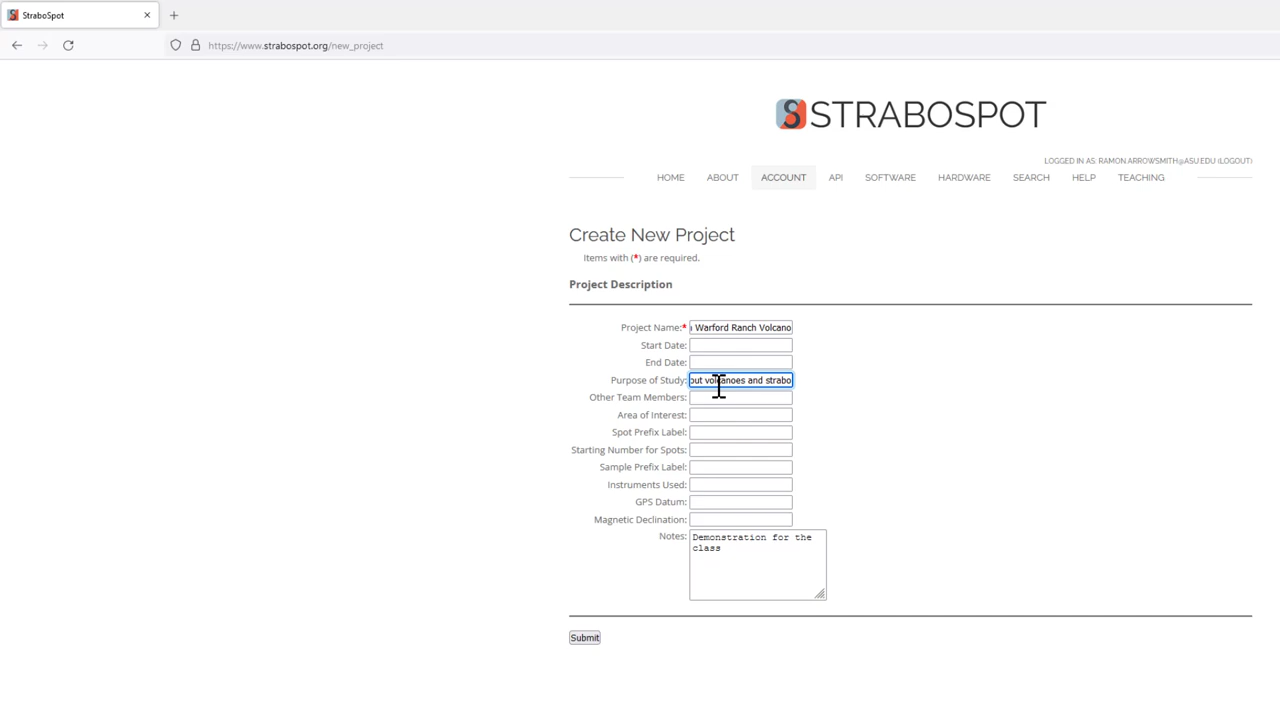 StraboSpot
https://www.strabospot.org/new_project
STRABOSPOT
LOGGED IN AS: RAMON.ARROWSMITH@ASU.EDU (LOGOUT)
HOME ABOUT ACCOUNT API SOFTWARE HARDWARE SEARCH HELP TEACHING
Create New Project
Items with (*) are required.
Project Description
Project Name:* Warford Ranch Volcano
Start Date:
End Date:
Purpose of Study: out volcanoes and strabo
Other Team Members:
Area of Interest:
Spot Prefix Label:
Starting Number for Spots:
Sample Prefix Label:
Instruments Used:
GPS Datum:
Magnetic Declination:
Notes: Demonstration for the
class
Submit